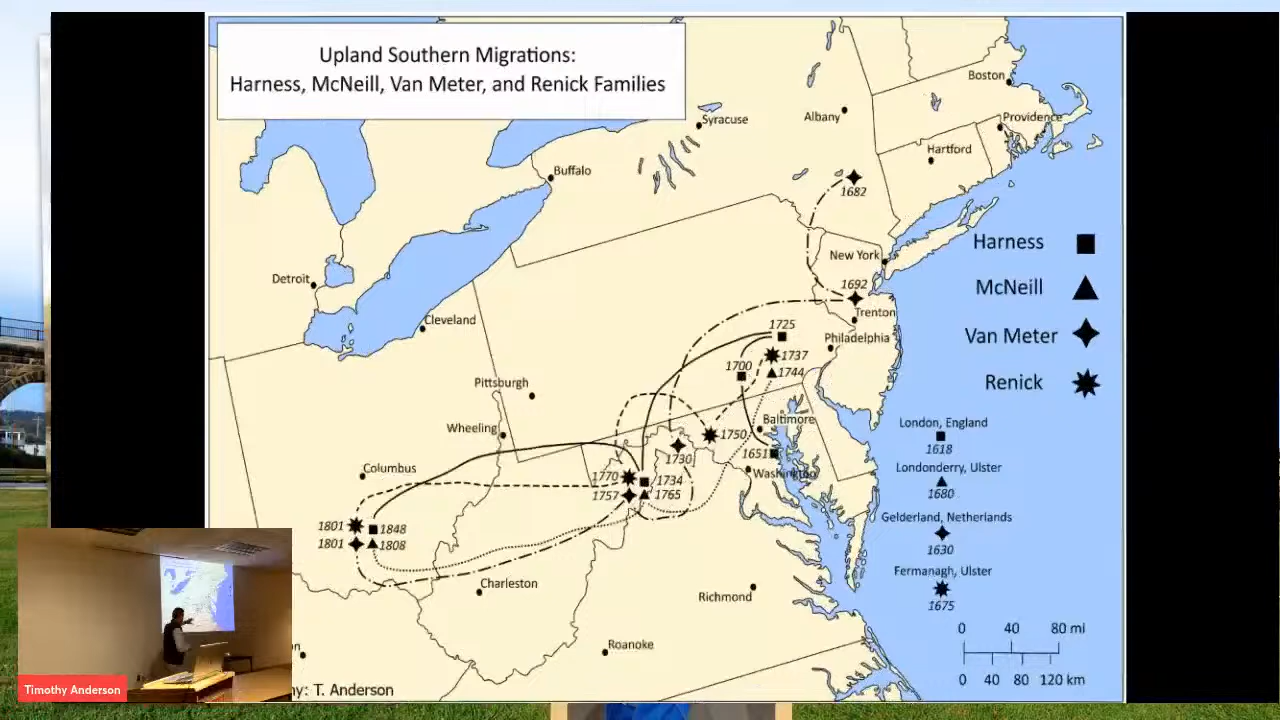 Upland Southern Migrations:
Harness, McNeill, Van Meter, and Renick Families
Boston
Syracuse
Albany
Providence
Hartford
Buffalo
1682
Harness
New York
Detroit
McNeill
1692
Trenton
Cleveland
1725
Van Meter
Philadelphia
1737
1700
1744
Pittsburgh
Renick
Baltimore
London, England
Wheeling
1750
1618
1730
1651
Columbus
Washington
Londonderry, Ulster
1770
1734
1680
1757
1765
Gelderland, Netherlands
1801
1848
1801
1808
1630
Fermanagh, Ulster
Charleston
Richmond
1675
0 40 80 mi
Roanoke
n
0 40 80 120 km
Timothy Anderson
y: T. Anderson